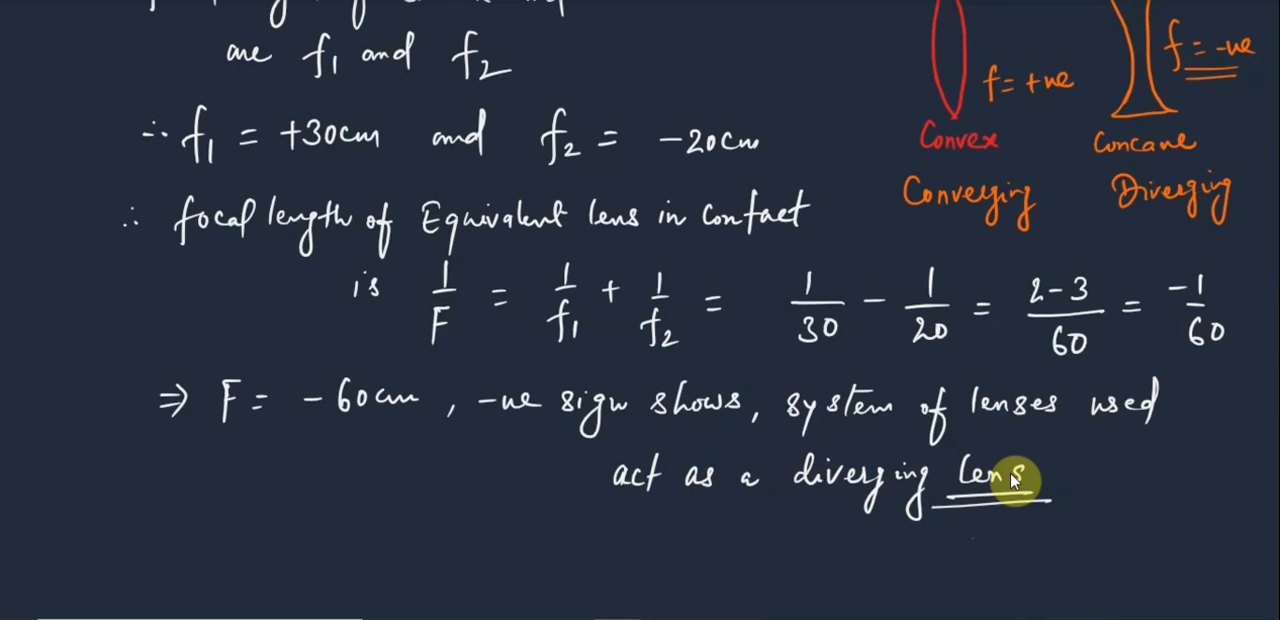 are f₁ and f₂
f = -ve
f = +ve
∴ f₁ = +30cm and f₂ = -20cm
Convex
Concane
Converging
Diverging
∴ focal length of Equivalent lens in contact
is 1/F = 1/f₁ + 1/f₂ = 1/30 - 1/20 = 2-3/60 = -1/60
⇒ F = -60cm, -ve sign shows, system of lenses used
act as a diverging lens